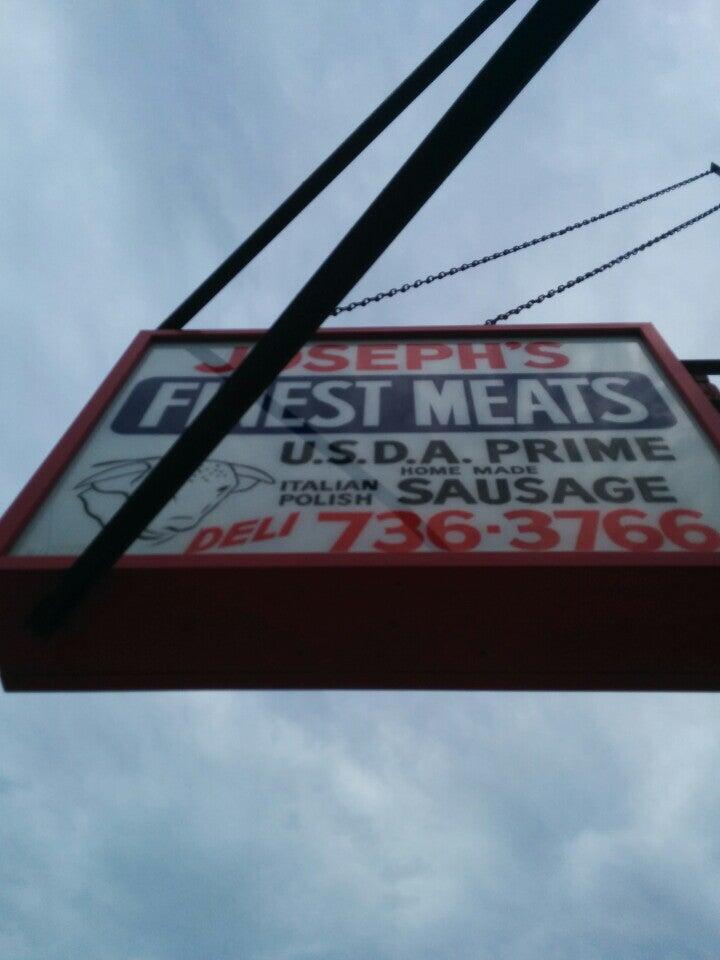 JOSEPH'S
FINEST MEATS
U.S.D.A. PRIME
HOME MADE
ITALIAN
POLISH
SAUSAGE
DELI 736-3766